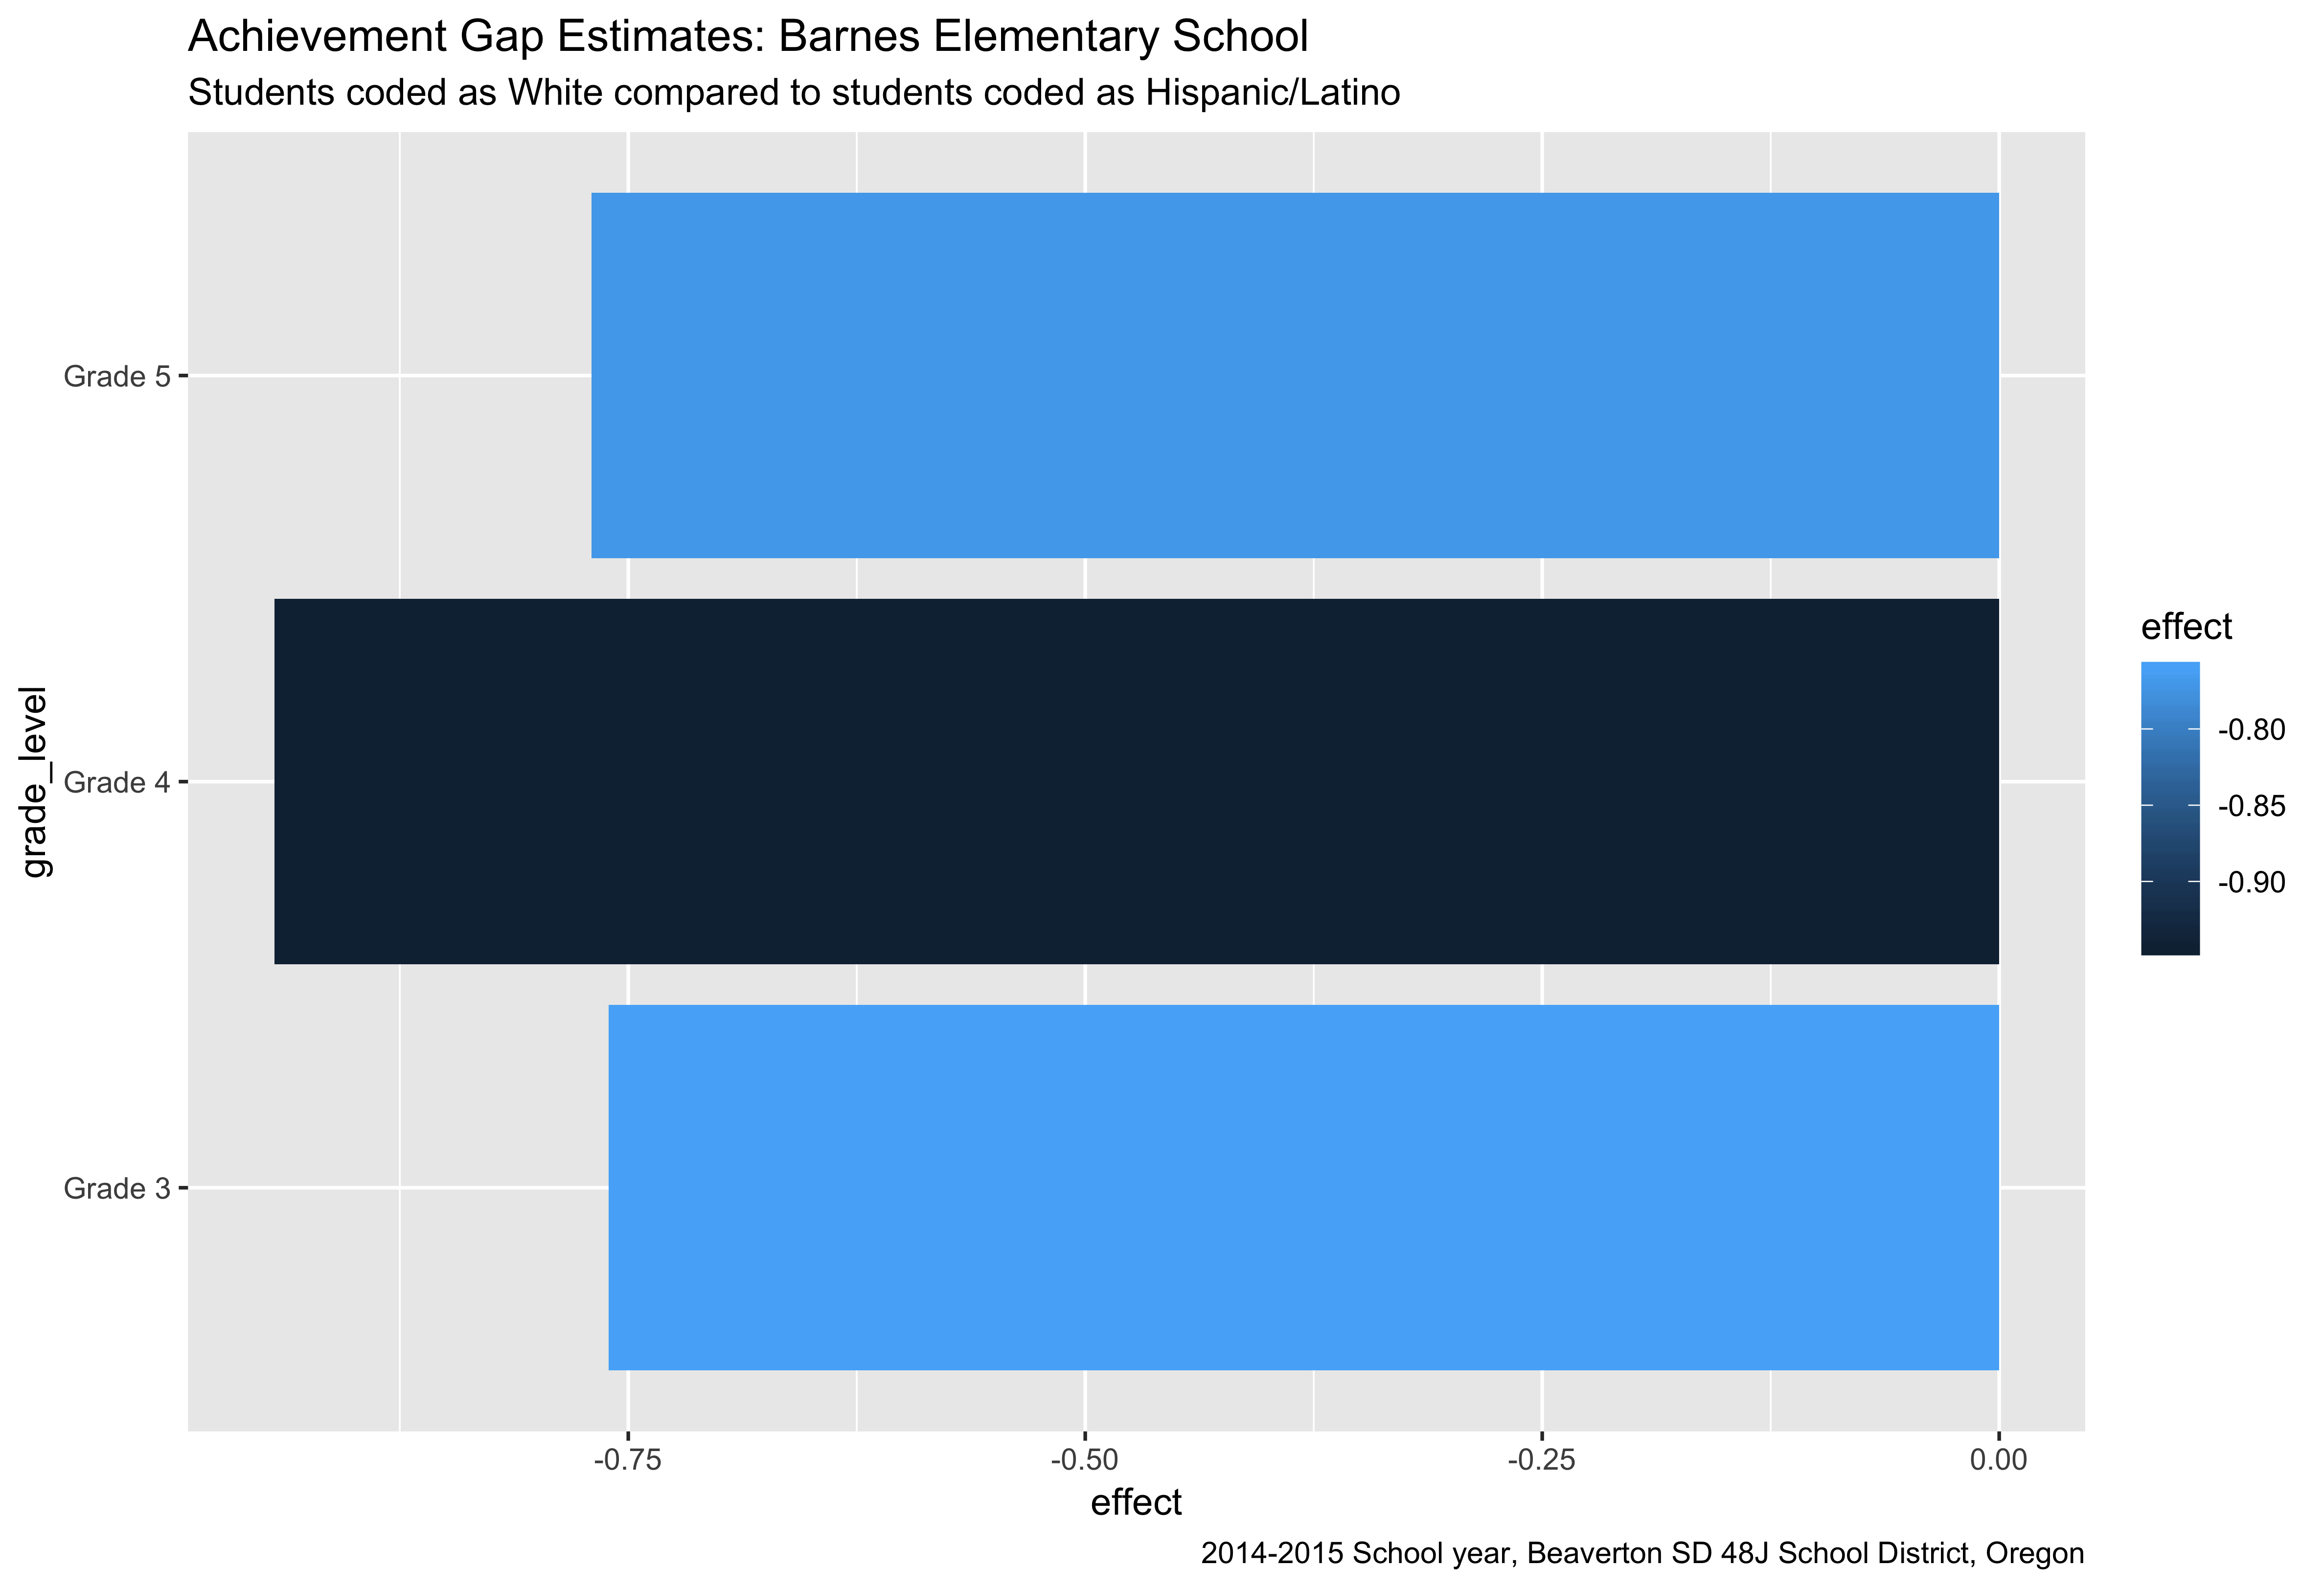 Achievement Gap Estimates: Barnes Elementary School
Students coded as White compared to students coded as Hispanic/Latino
grade_level
Grade 5
Grade 4
Grade 3
-0.75
-0.50
-0.25
0.00
effect
effect
-0.80
-0.85
-0.90
2014-2015 School year, Beaverton SD 48J School District, Oregon